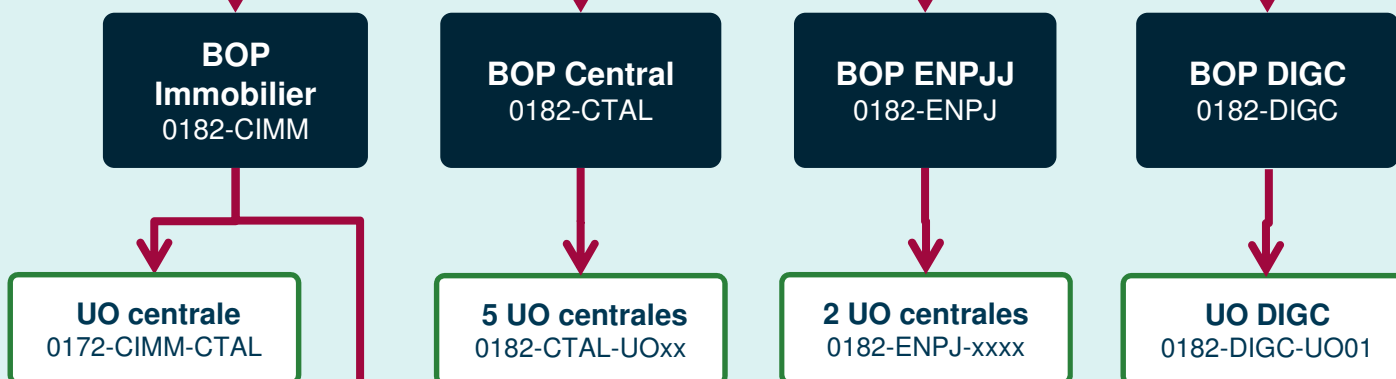 BOP
Immobilier
0182-CIMM
BOP Central
0182-CTAL
BOP ENPJJ
0182-ENPJ
BOP DIGC
0182-DIGC
UO centrale
0172-CIMM-CTAL
5 UO centrales
0182-CTAL-UOxx
2 UO centrales
0182-ENPJ-xxxx
UO DIGC
0182-DIGC-UO01